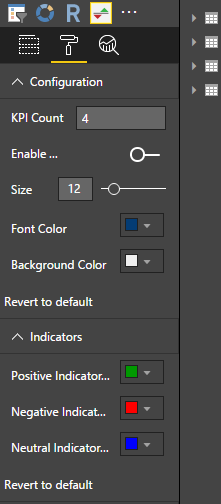 R ...
Configuration
KPI Count 4
Enable ...
Size 12
Font Color
Background Color
Revert to default
Indicators
Positive Indicator...
Negative Indicat...
Neutral Indicator...
Revert to default